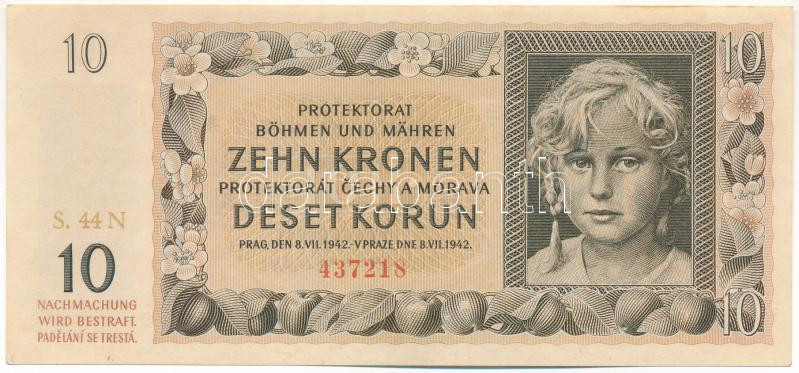 10
10
PROTEKTORAT
BÖHMEN UND MÄHREN
ZEHN KRONEN
PROTEKTORÁT ČECHY A MORAVA
DESET KORUN
PRAG, DEN 8.VII.1942.-V PRAZE DNE 8.VII.1942.
437218
S. 44 N
10
NACHMACHUNG
WIRD BESTRAFT.
PADĚLÁNÍ SE TRESTÁ.
10
darabanth